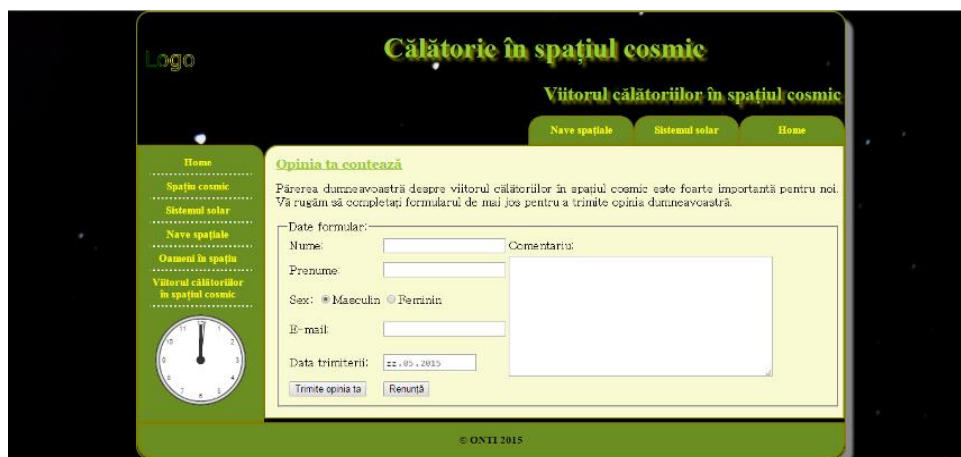 Logo
Călătorie în spațiul cosmic
Viitorul călătoriilor în spațiul cosmic
Nave spațiale Sistemul solar Home
Home
Spațiu cosmic
Sistemul solar
Nave spațiale
Oameni în spațiu
Viitorul călătoriilor
în spațiul cosmic
Opinia ta contează
Părerea dumneavoastră despre viitorul călătoriilor în spațiul cosmic este foarte importantă pentru noi.
Vă rugăm să completați formularul de mai jos pentru a trimite opinia dumneavoastră.
Date formular:
Nume: Comentariu:
Prenume:
Sex: Masculin Feminin
E-mail:
Data trimiterii: zz.05.2015
Trimite opinia ta Renunță
© ONTI 2015